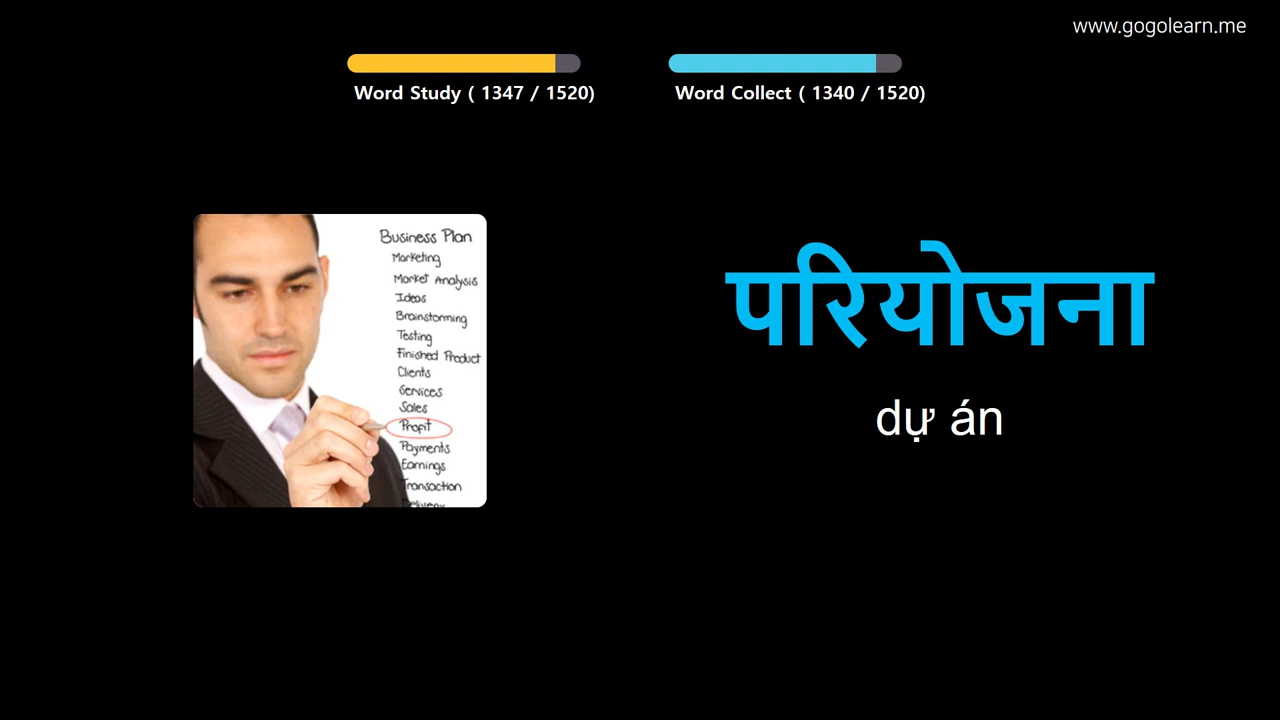 www.gogolearn.me
Word Study ( 1347 / 1520)
Word Collect ( 1340 / 1520)
Business Plan
Marketing
Market Analysis
Ideas
Brainstorming
Testing
Finished Product
Clients
Services
Sales
Profit
Payments
Earnings
Transaction
Delivery
परियोजना
dự án